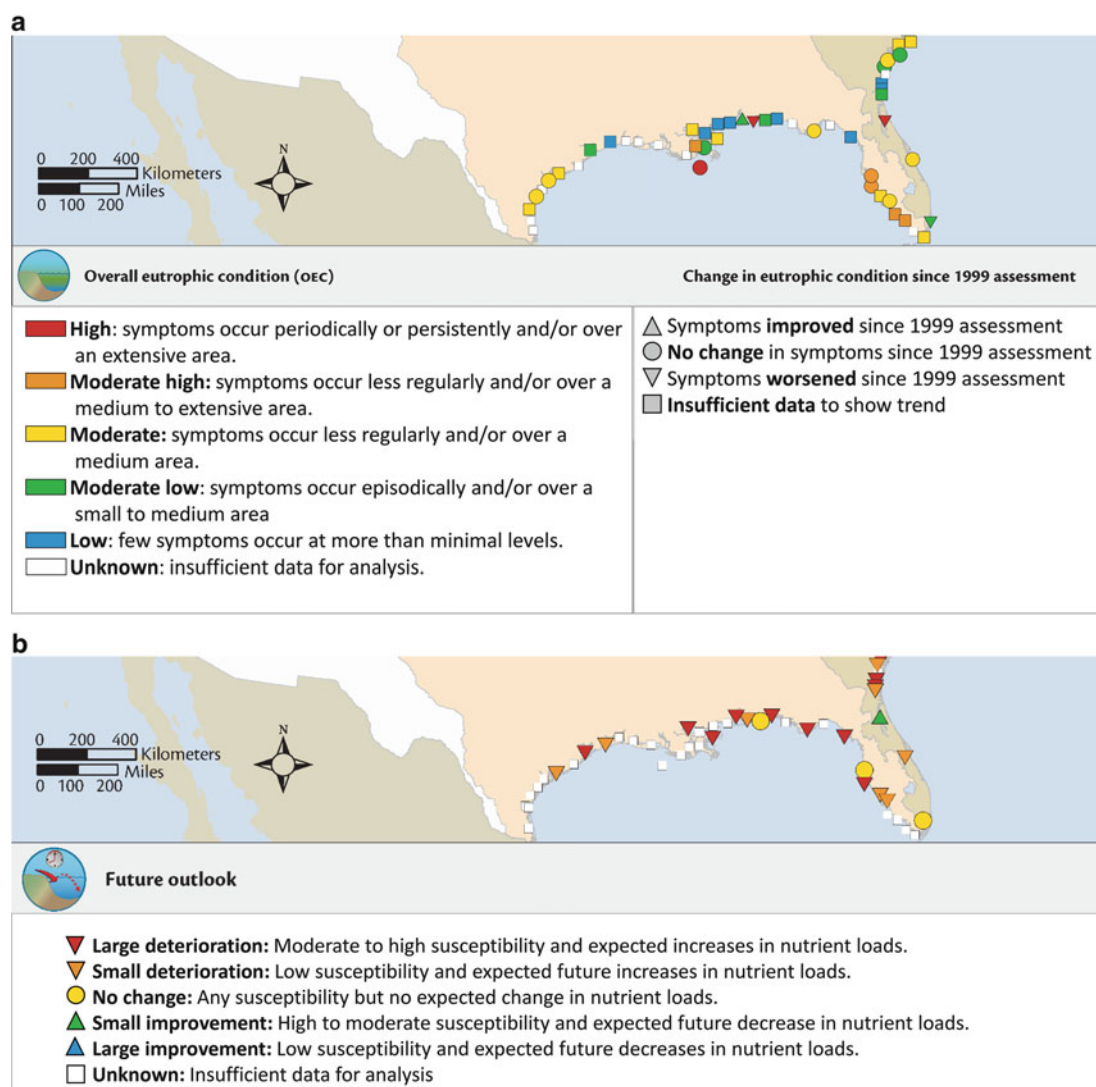 a
N
0 200 400
Kilometers
Miles
0 100 200
Overall eutrophic condition (OEC)
Change in eutrophic condition since 1999 assessment
High: symptoms occur periodically or persistently and/or over
an extensive area.
Moderate high: symptoms occur less regularly and/or over a
medium to extensive area.
Moderate: symptoms occur less regularly and/or over a
medium area.
Moderate low: symptoms occur episodically and/or over a
small to medium area
Low: few symptoms occur at more than minimal levels.
Unknown: insufficient data for analysis.
Symptoms improved since 1999 assessment
No change in symptoms since 1999 assessment
Symptoms worsened since 1999 assessment
Insufficient data to show trend
b
N
0 200 400
Kilometers
Miles
0 100 200
Future outlook
Large deterioration: Moderate to high susceptibility and expected increases in nutrient loads.
Small deterioration: Low susceptibility and expected future increases in nutrient loads.
No change: Any susceptibility but no expected change in nutrient loads.
Small improvement: High to moderate susceptibility and expected future decrease in nutrient loads.
Large improvement: Low susceptibility and expected future decreases in nutrient loads.
Unknown: Insufficient data for analysis